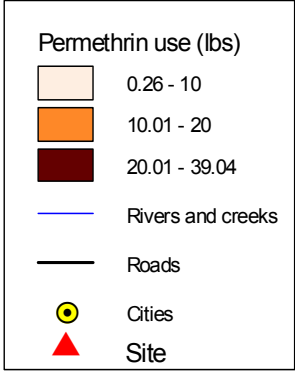 Permethrin use (lbs)
0.26 - 10
10.01 - 20
20.01 - 39.04
Rivers and creeks
Roads
Cities
Site